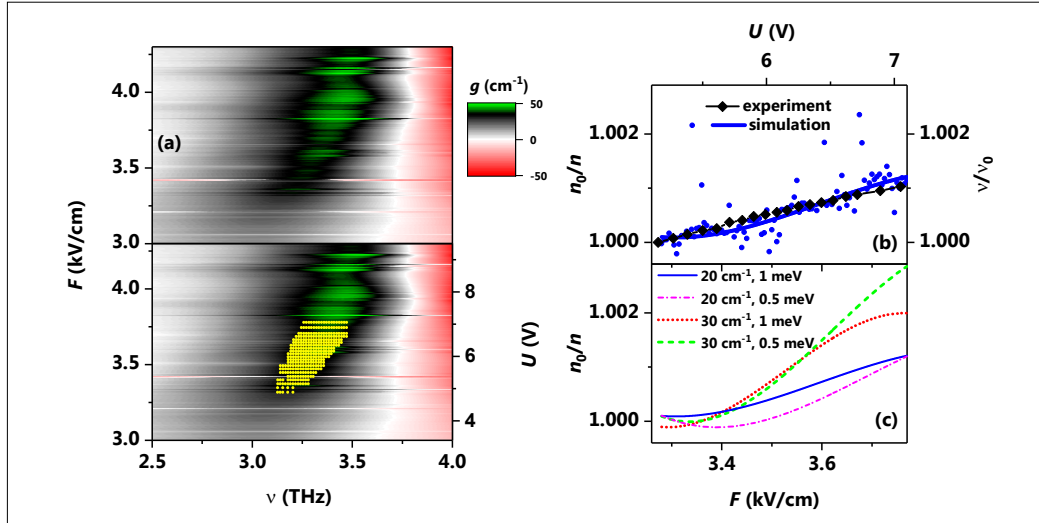 (a)
g (cm⁻¹)
50
0
-50
4.0
3.5
3.0
F (kV/cm)
4.0
3.5
3.0
8
6
4
U (V)
2.5 3.0 3.5 4.0
ν (THz)
U (V)
6 7
experiment
simulation
1.002
1.000
n₀/n
1.002
1.000
ν/ν₀
(b)
20 cm⁻¹, 1 meV
20 cm⁻¹, 0.5 meV
30 cm⁻¹, 1 meV
30 cm⁻¹, 0.5 meV
1.002
1.000
n₀/n
(c)
3.4 3.6
F (kV/cm)